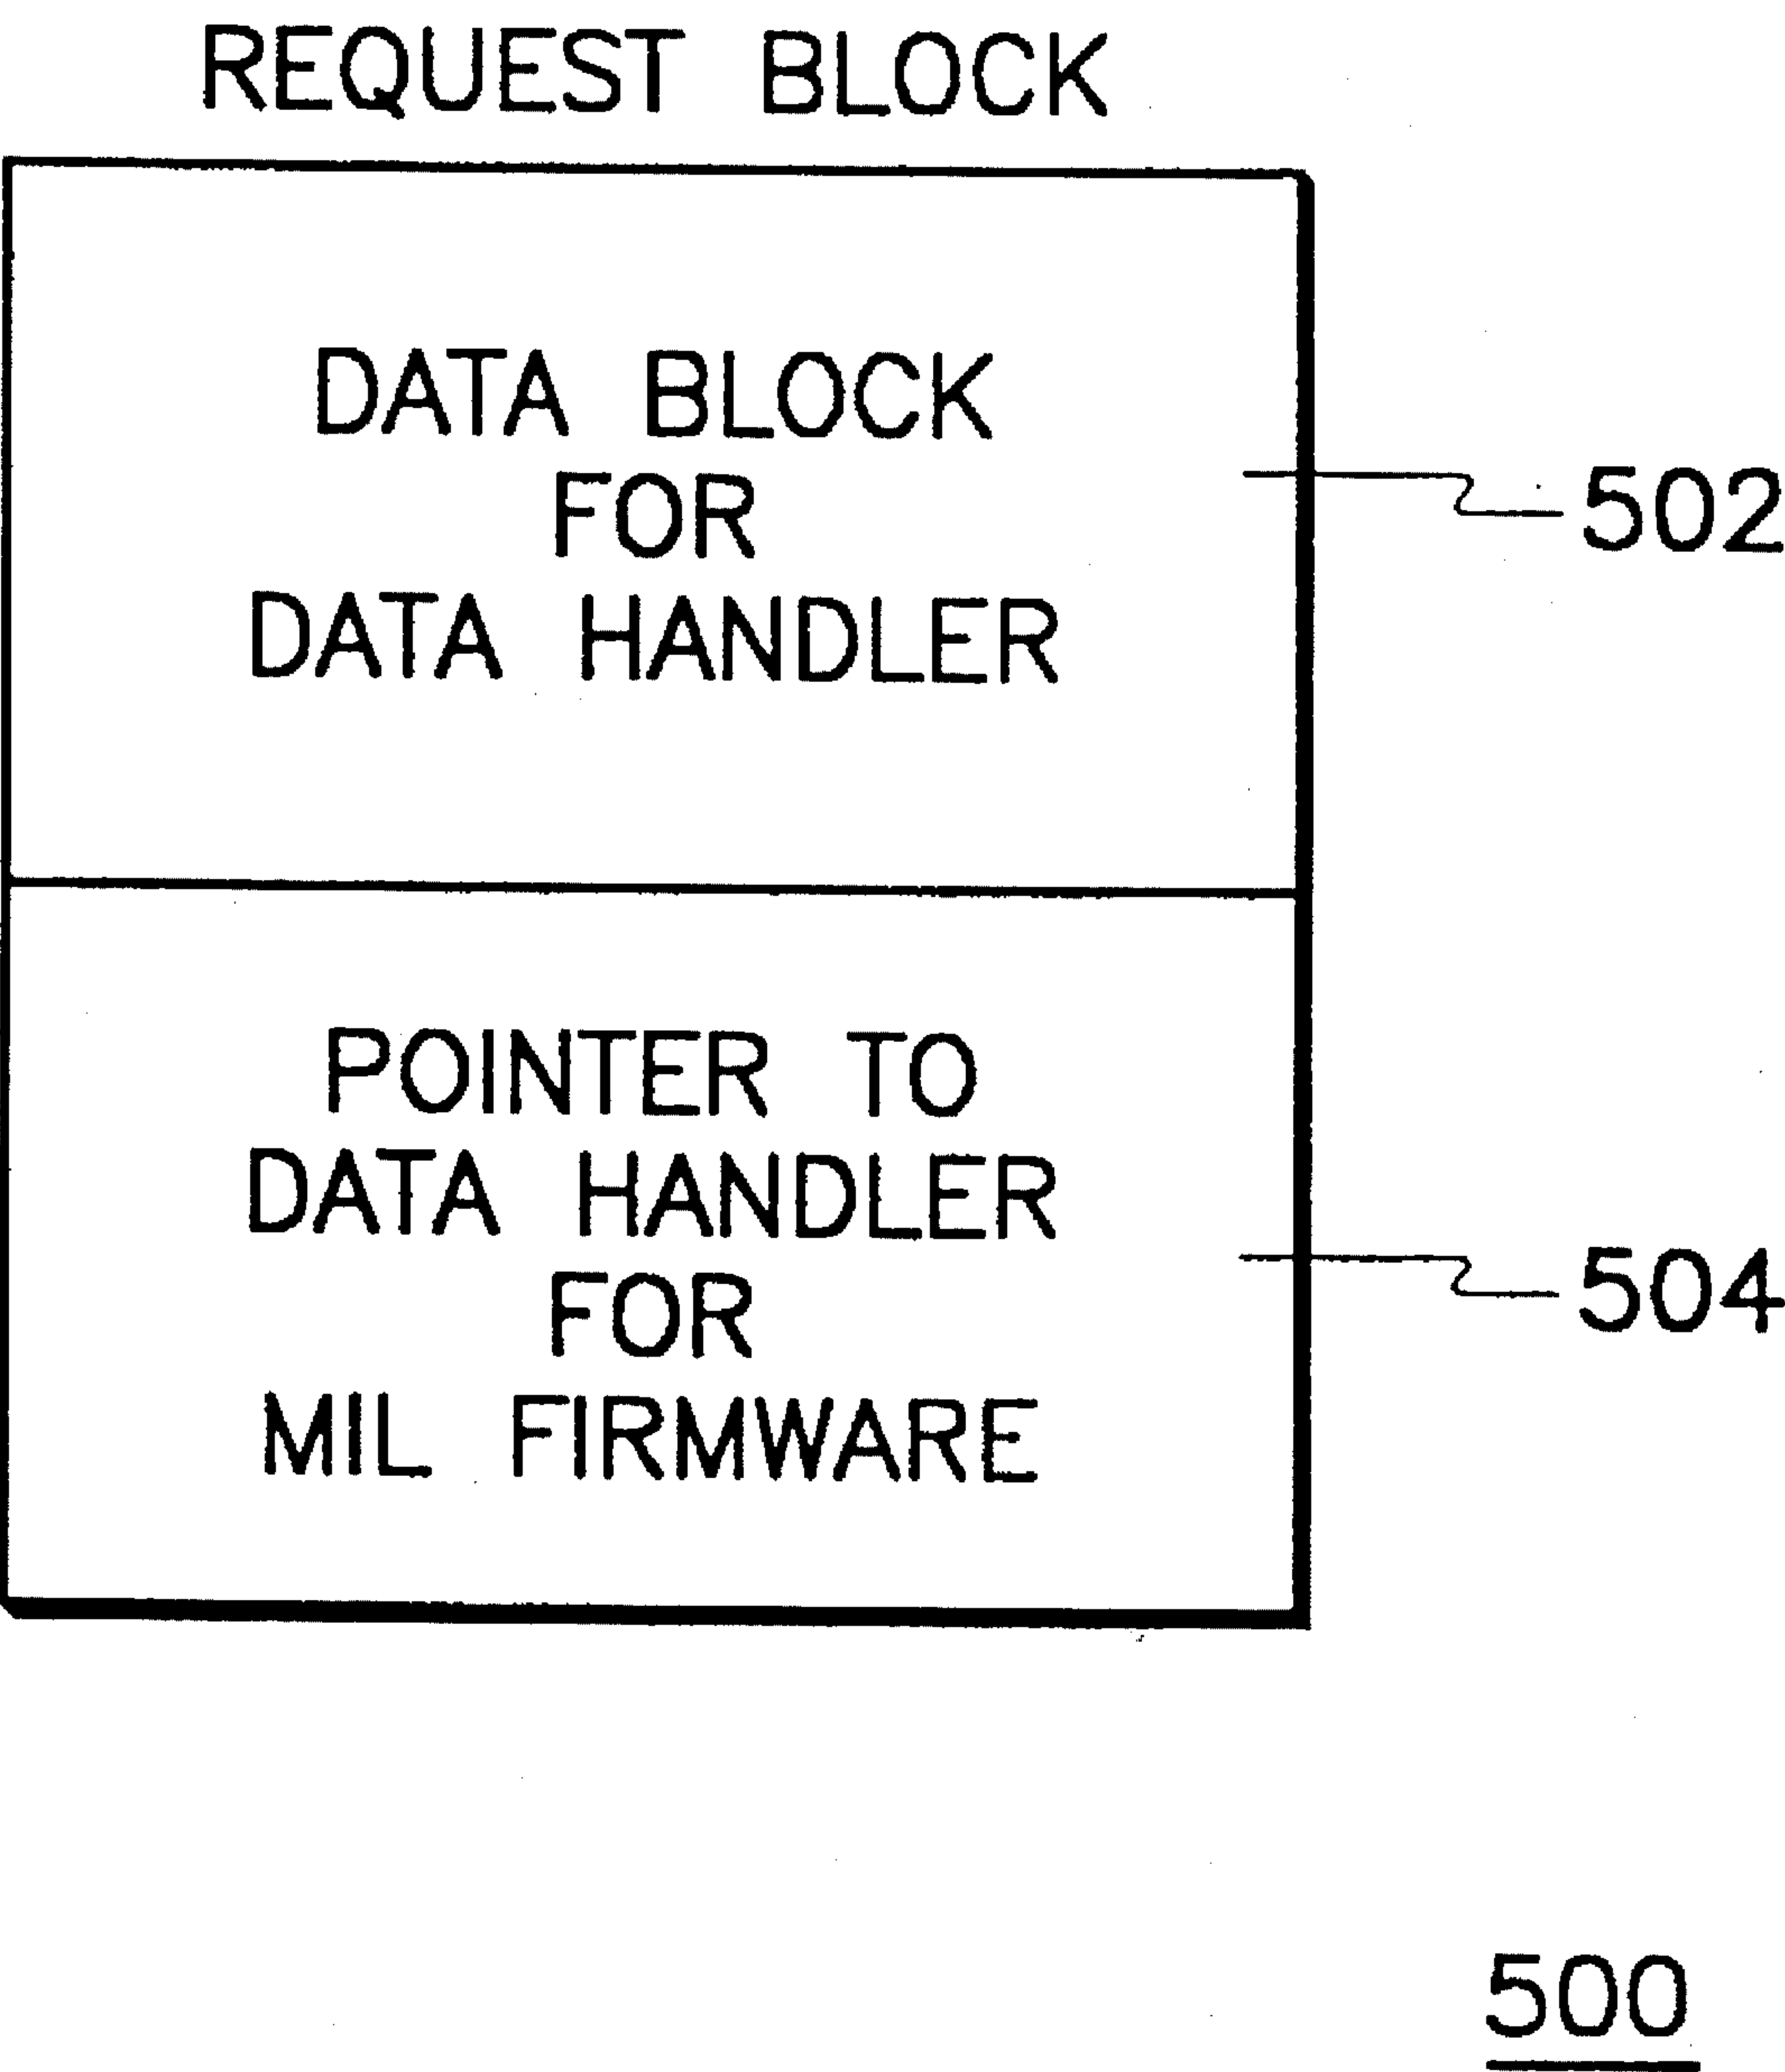 REQUEST BLOCK
DATA BLOCK
FOR
DATA HANDLER
502
POINTER TO
DATA HANDLER
FOR
MIL FIRMWARE
504
500